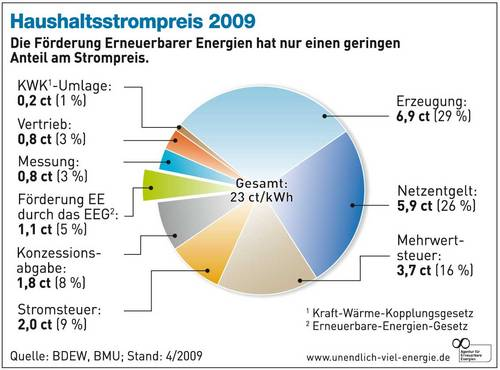 Haushaltsstrompreis 2009
Die Förderung Erneuerbarer Energien hat nur einen geringen
Anteil am Strompreis.
KWK¹-Umlage:
0,2 ct (1 %)
Vertrieb:
0,8 ct (3 %)
Messung:
0,8 ct (3 %)
Förderung EE
durch das EEG²:
1,1 ct (5 %)
Konzessions-
abgabe:
1,8 ct (8 %)
Stromsteuer:
2,0 ct (9 %)
Gesamt:
23 ct/kWh
Erzeugung:
6,9 ct (29 %)
Netzentgelt:
5,9 ct (26 %)
Mehrwert-
steuer:
3,7 ct (16 %)
¹ Kraft-Wärme-Kopplungsgesetz
² Erneuerbare-Energien-Gesetz
Quelle: BDEW, BMU; Stand: 4/2009
www.unendlich-viel-energie.de
Agentur für
Erneuerbare
Energien